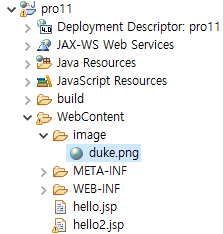 pro11
Deployment Descriptor: pro11
JAX-WS Web Services
Java Resources
JavaScript Resources
build
WebContent
image
duke.png
META-INF
WEB-INF
hello.jsp
hello2.jsp